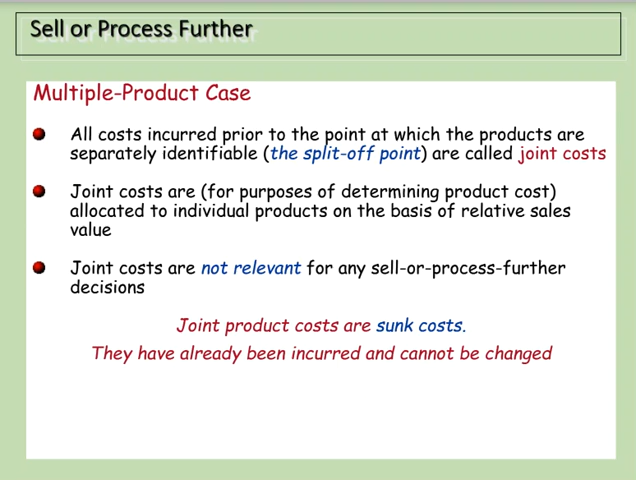 Sell or Process Further
Multiple-Product Case
All costs incurred prior to the point at which the products are
separately identifiable (the split-off point) are called joint costs
Joint costs are (for purposes of determining product cost)
allocated to individual products on the basis of relative sales
value
Joint costs are not relevant for any sell-or-process-further
decisions
Joint product costs are sunk costs.
They have already been incurred and cannot be changed